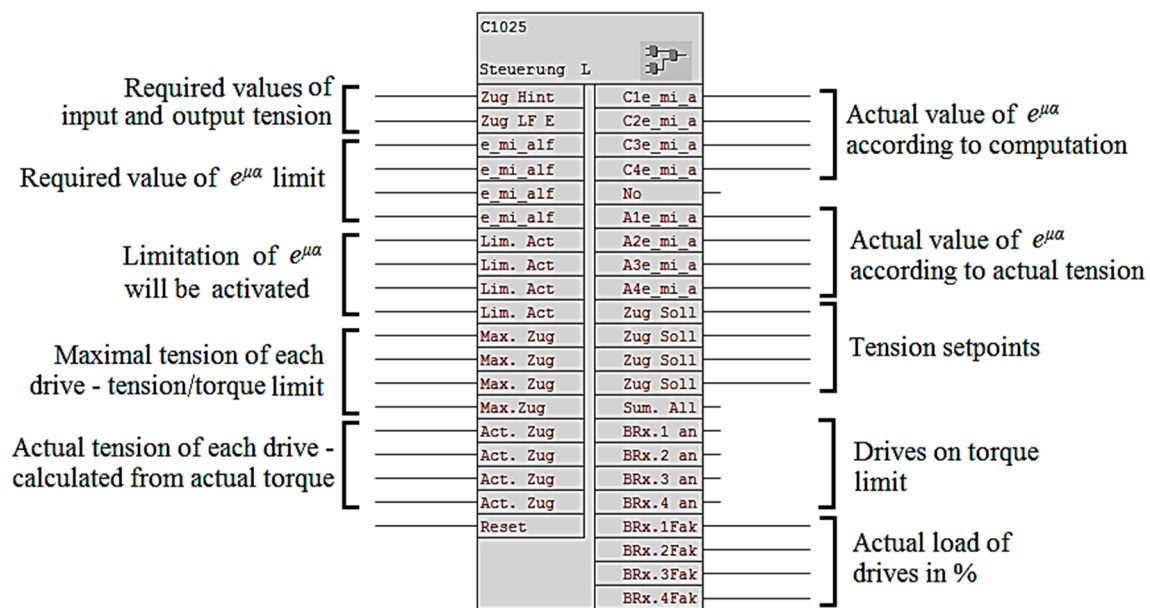 C1025
Steuerung L
Required values of
input and output tension
Required value of e^{μα} limit
Limitation of e^{μα}
will be activated
Maximal tension of each
drive - tension/torque limit
Actual tension of each drive -
calculated from actual torque
Zug Hint
Zug LF E
e_mi_alf
e_mi_alf
e_mi_alf
e_mi_alf
Lim. Act
Lim. Act
Lim. Act
Lim. Act
Max. Zug
Max. Zug
Max. Zug
Max.Zug
Act. Zug
Act. Zug
Act. Zug
Act. Zug
Reset
C1e_mi_a
C2e_mi_a
C3e_mi_a
C4e_mi_a
No
A1e_mi_a
A2e_mi_a
A3e_mi_a
A4e_mi_a
Zug Soll
Zug Soll
Zug Soll
Zug Soll
Sum. All
BRx.1 an
BRx.2 an
BRx.3 an
BRx.4 an
BRx.1Fak
BRx.2Fak
BRx.3Fak
BRx.4Fak
Actual value of e^{μα}
according to computation
Actual value of e^{μα}
according to actual tension
Tension setpoints
Drives on torque
limit
Actual load of
drives in %